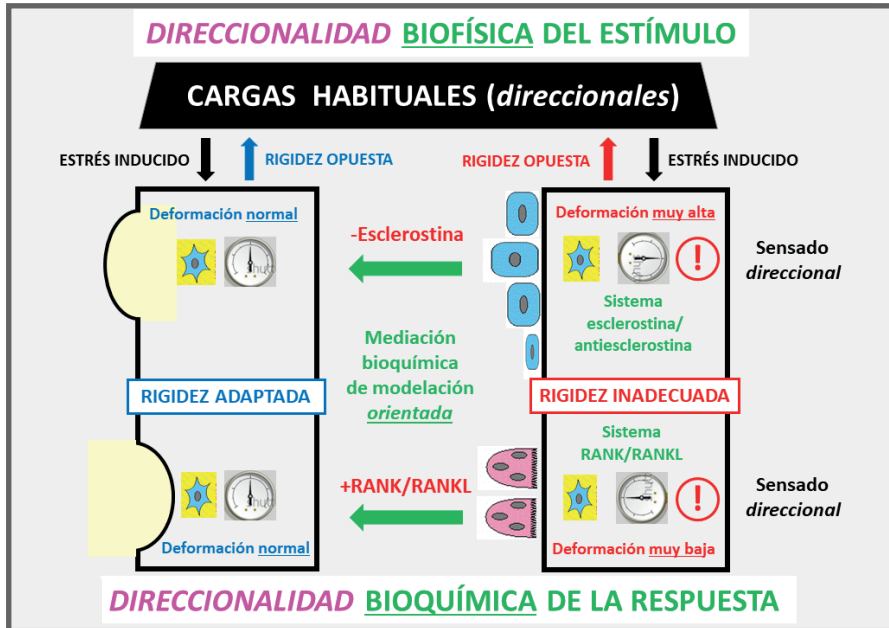 DIRECCIONALIDAD BIOFÍSICA DEL ESTÍMULO
CARGAS HABITUALES (direccionales)
ESTRÉS INDUCIDO
RIGIDEZ OPUESTA
RIGIDEZ OPUESTA
ESTRÉS INDUCIDO
Deformación normal
-Esclerostina
Deformación muy alta
!
Sensado
direccional
Sistema
esclerostina/
antiesclerostina
Mediación
bioquímica
de modelación
orientada
RIGIDEZ ADAPTADA
RIGIDEZ INADECUADA
Sistema
RANK/RANKL
+RANK/RANKL
!
Sensado
direccional
Deformación normal
Deformación muy baja
DIRECCIONALIDAD BIOQUÍMICA DE LA RESPUESTA